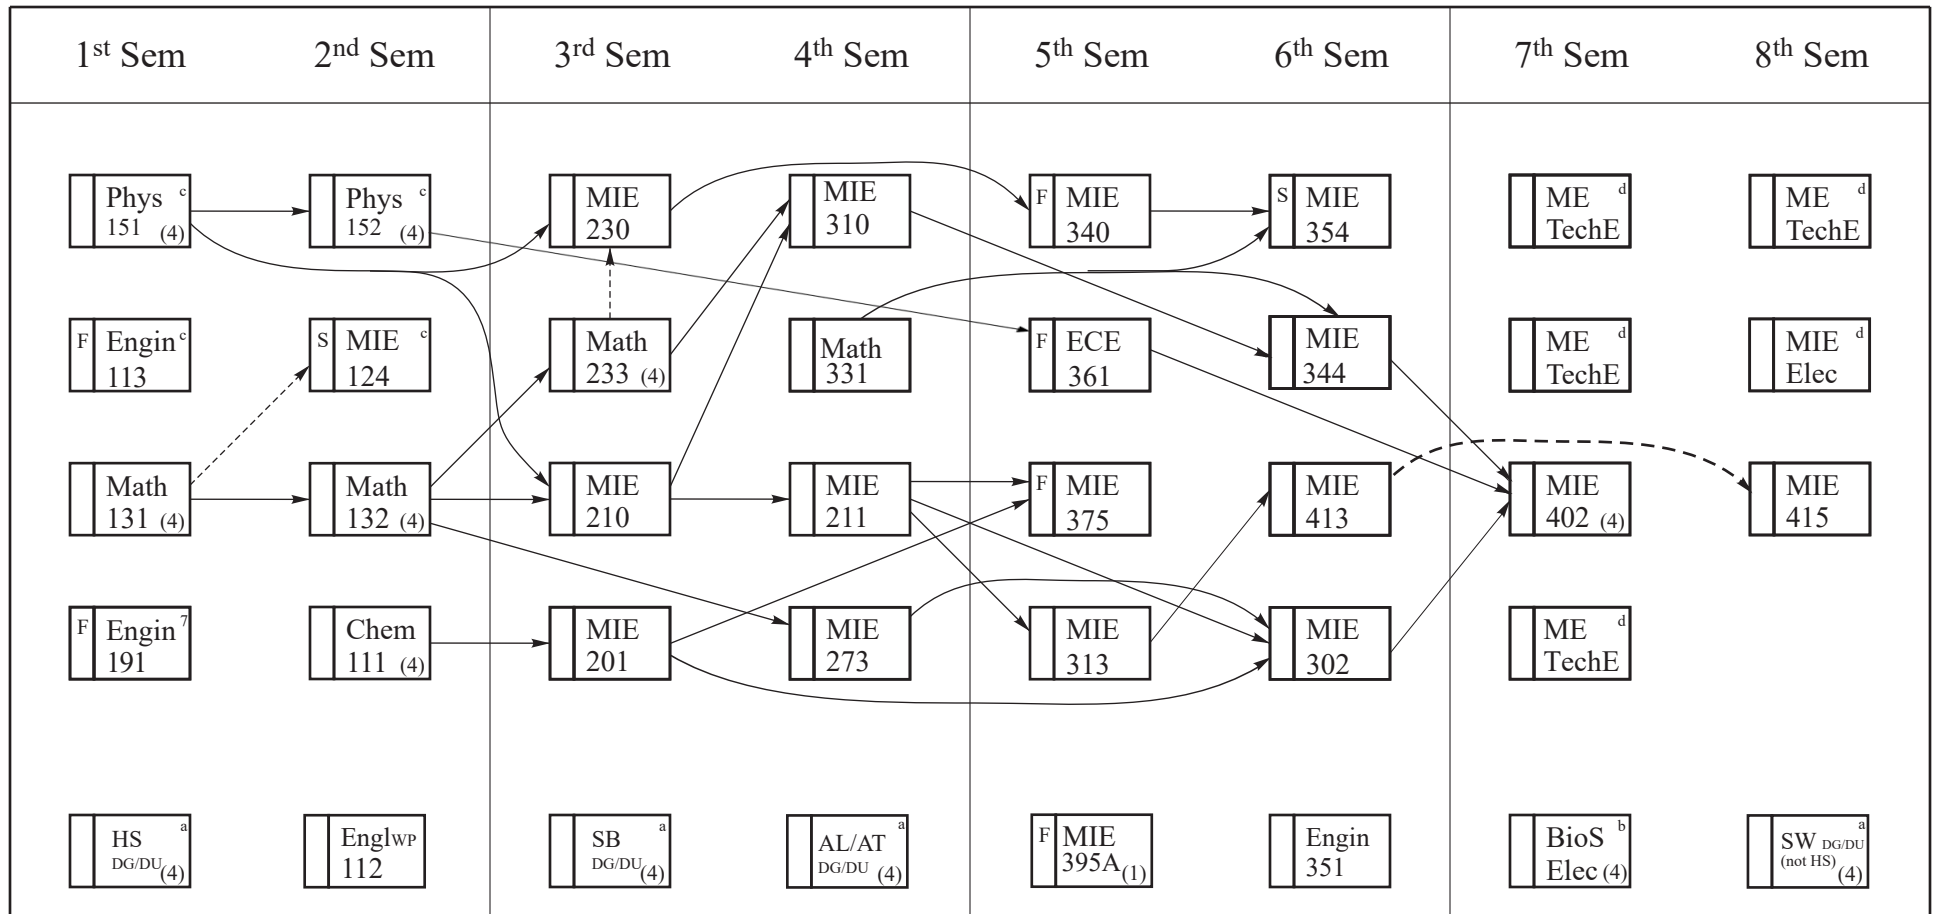 1st Sem
2nd Sem
3rd Sem
4th Sem
5th Sem
6th Sem
7th Sem
8th Sem
Phys c
151 (4)
Phys c
152 (4)
MIE
230
MIE
310
F MIE
340
S MIE
354
ME d
TechE
ME d
TechE
F Engin c
113
S MIE c
124
Math
233 (4)
Math
331
F ECE
361
MIE
344
ME d
TechE
MIE d
Elec
Math
131 (4)
Math
132 (4)
MIE
210
MIE
211
F MIE
375
MIE
413
MIE
402 (4)
MIE
415
F Engin 7
191
Chem
111 (4)
MIE
201
MIE
273
MIE
313
MIE
302
ME d
TechE
HS a
DG/DU (4)
EnglWP
112
SB a
DG/DU (4)
AL/AT a
DG/DU (4)
F MIE
395A (1)
Engin
351
BioS b
Elec (4)
SW DG/DU a
(not HS) (4)